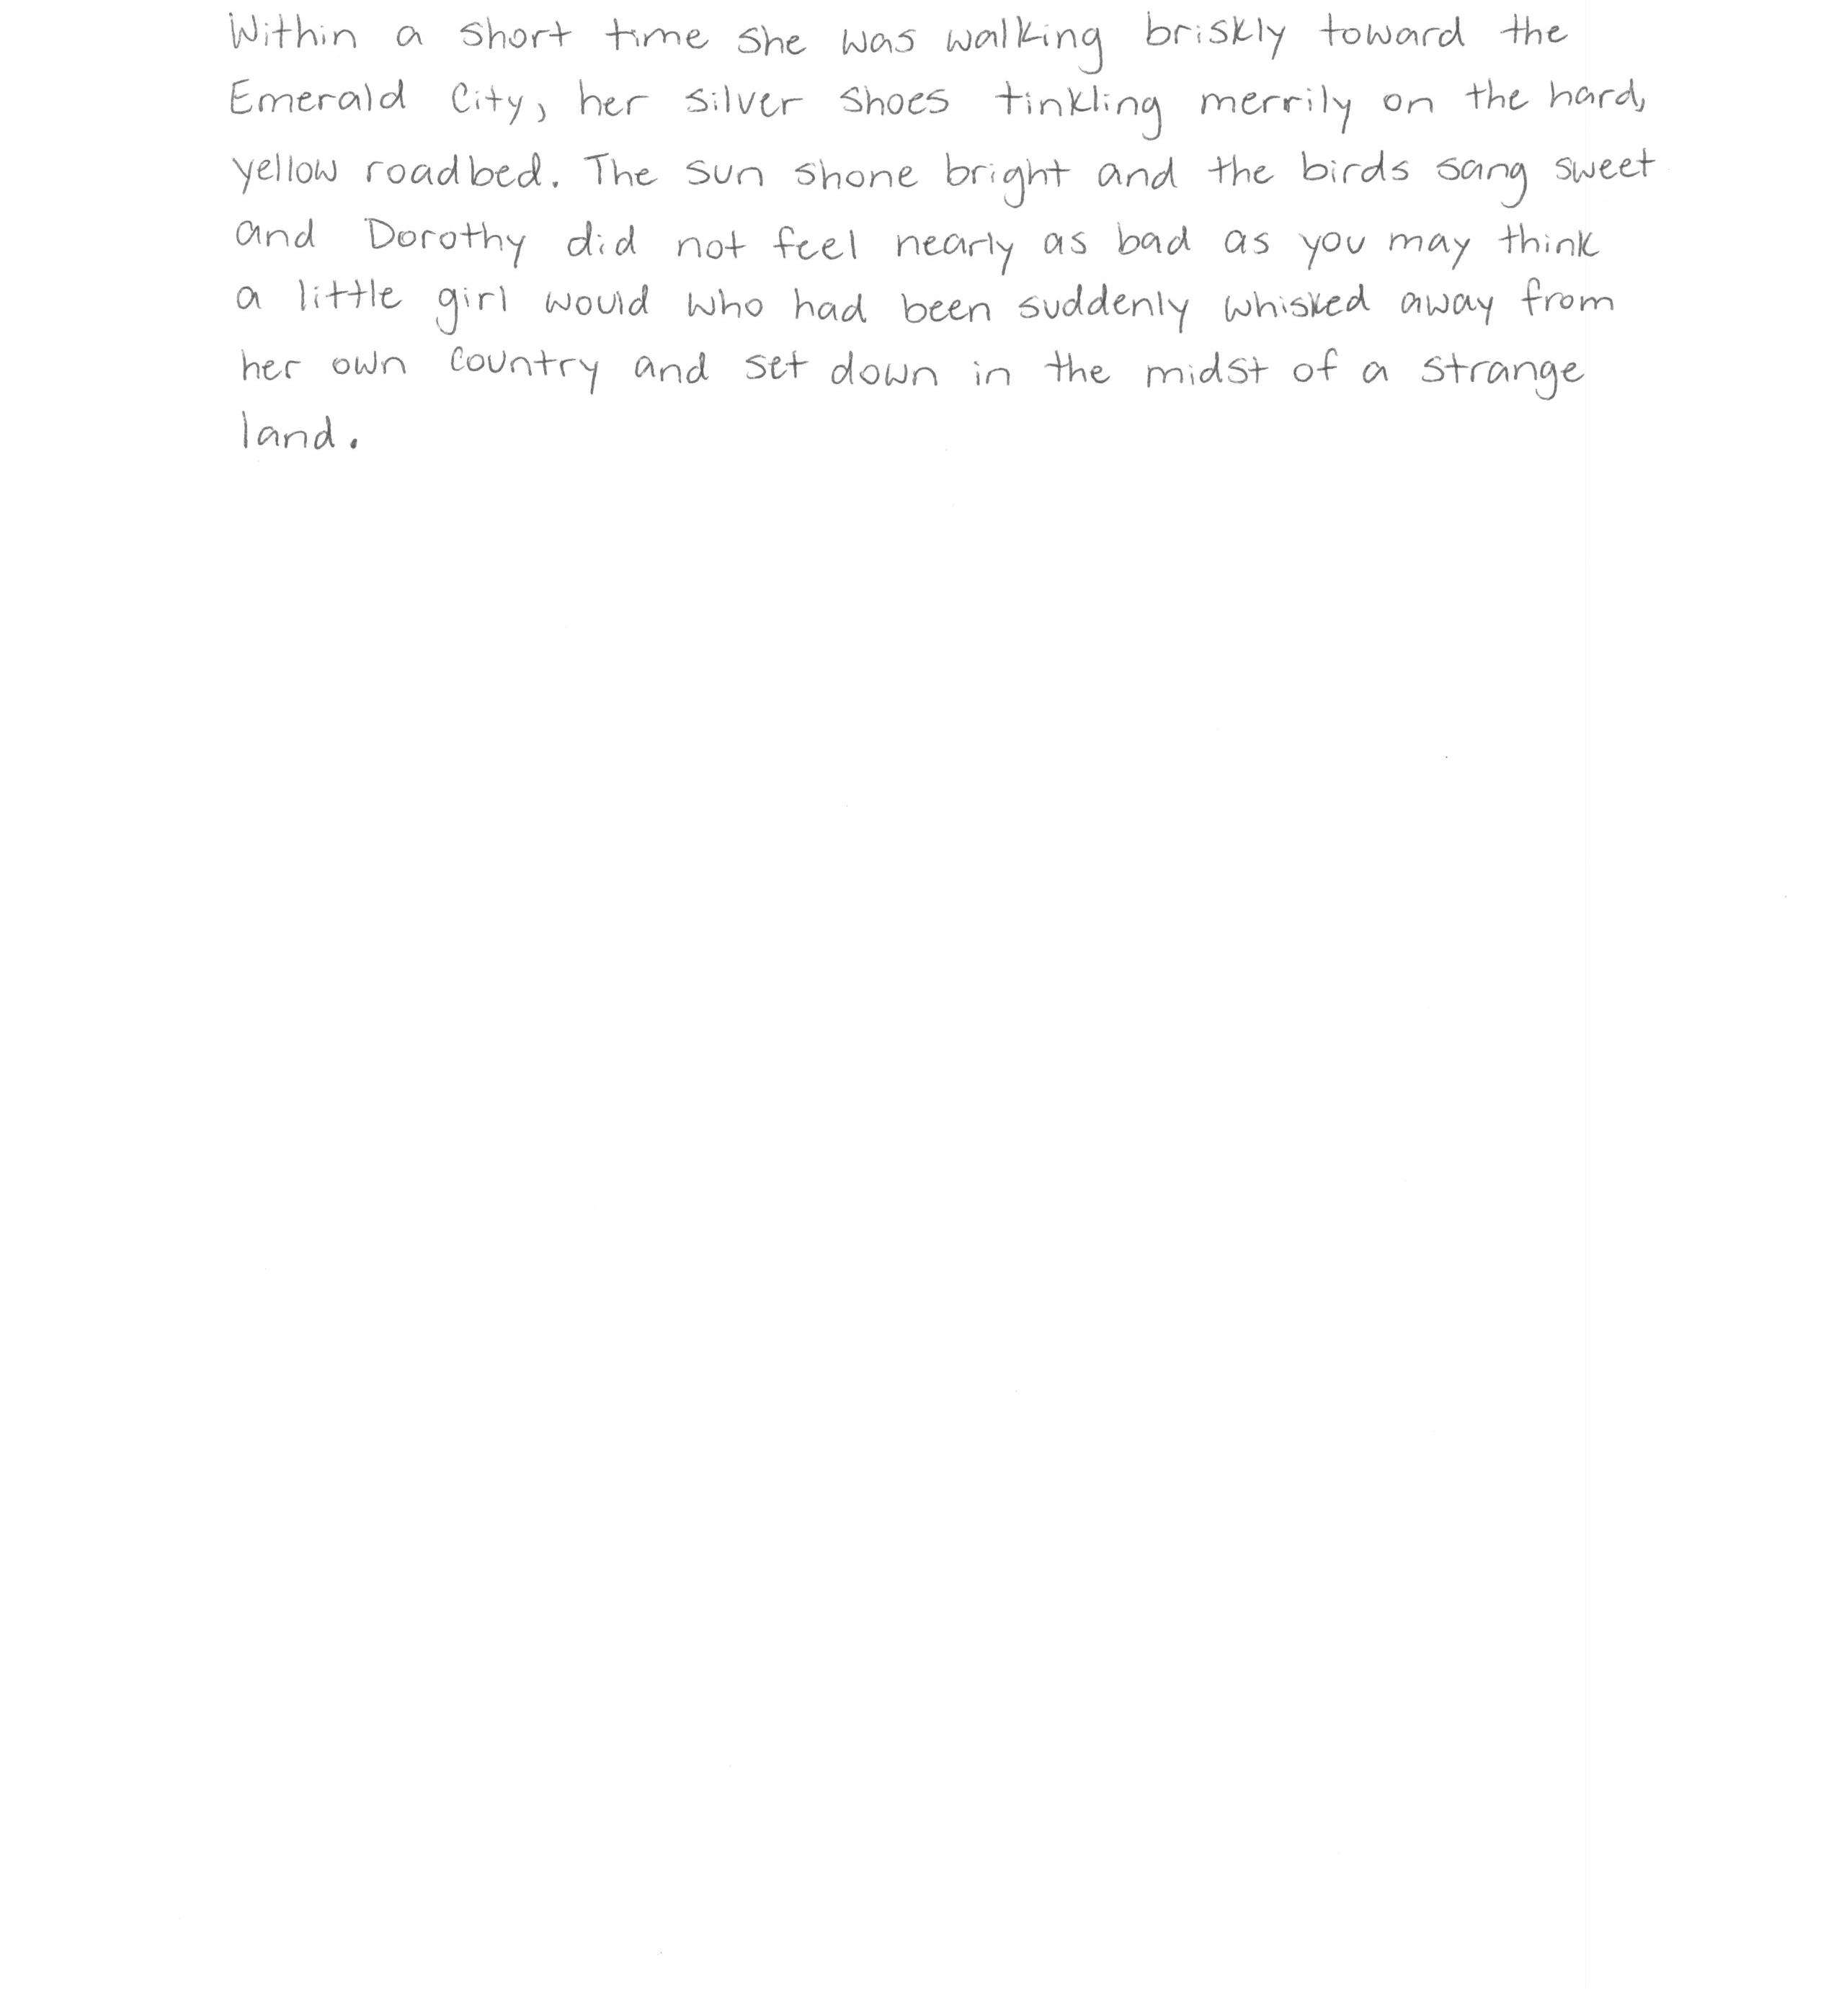 Within a short time she was walking briskly toward the
Emerald City, her silver shoes tinkling merrily on the hard,
yellow roadbed. The sun shone bright and the birds sang sweet
and Dorothy did not feel nearly as bad as you may think
a little girl would who had been suddenly whisked away from
her own country and set down in the midst of a strange
land.